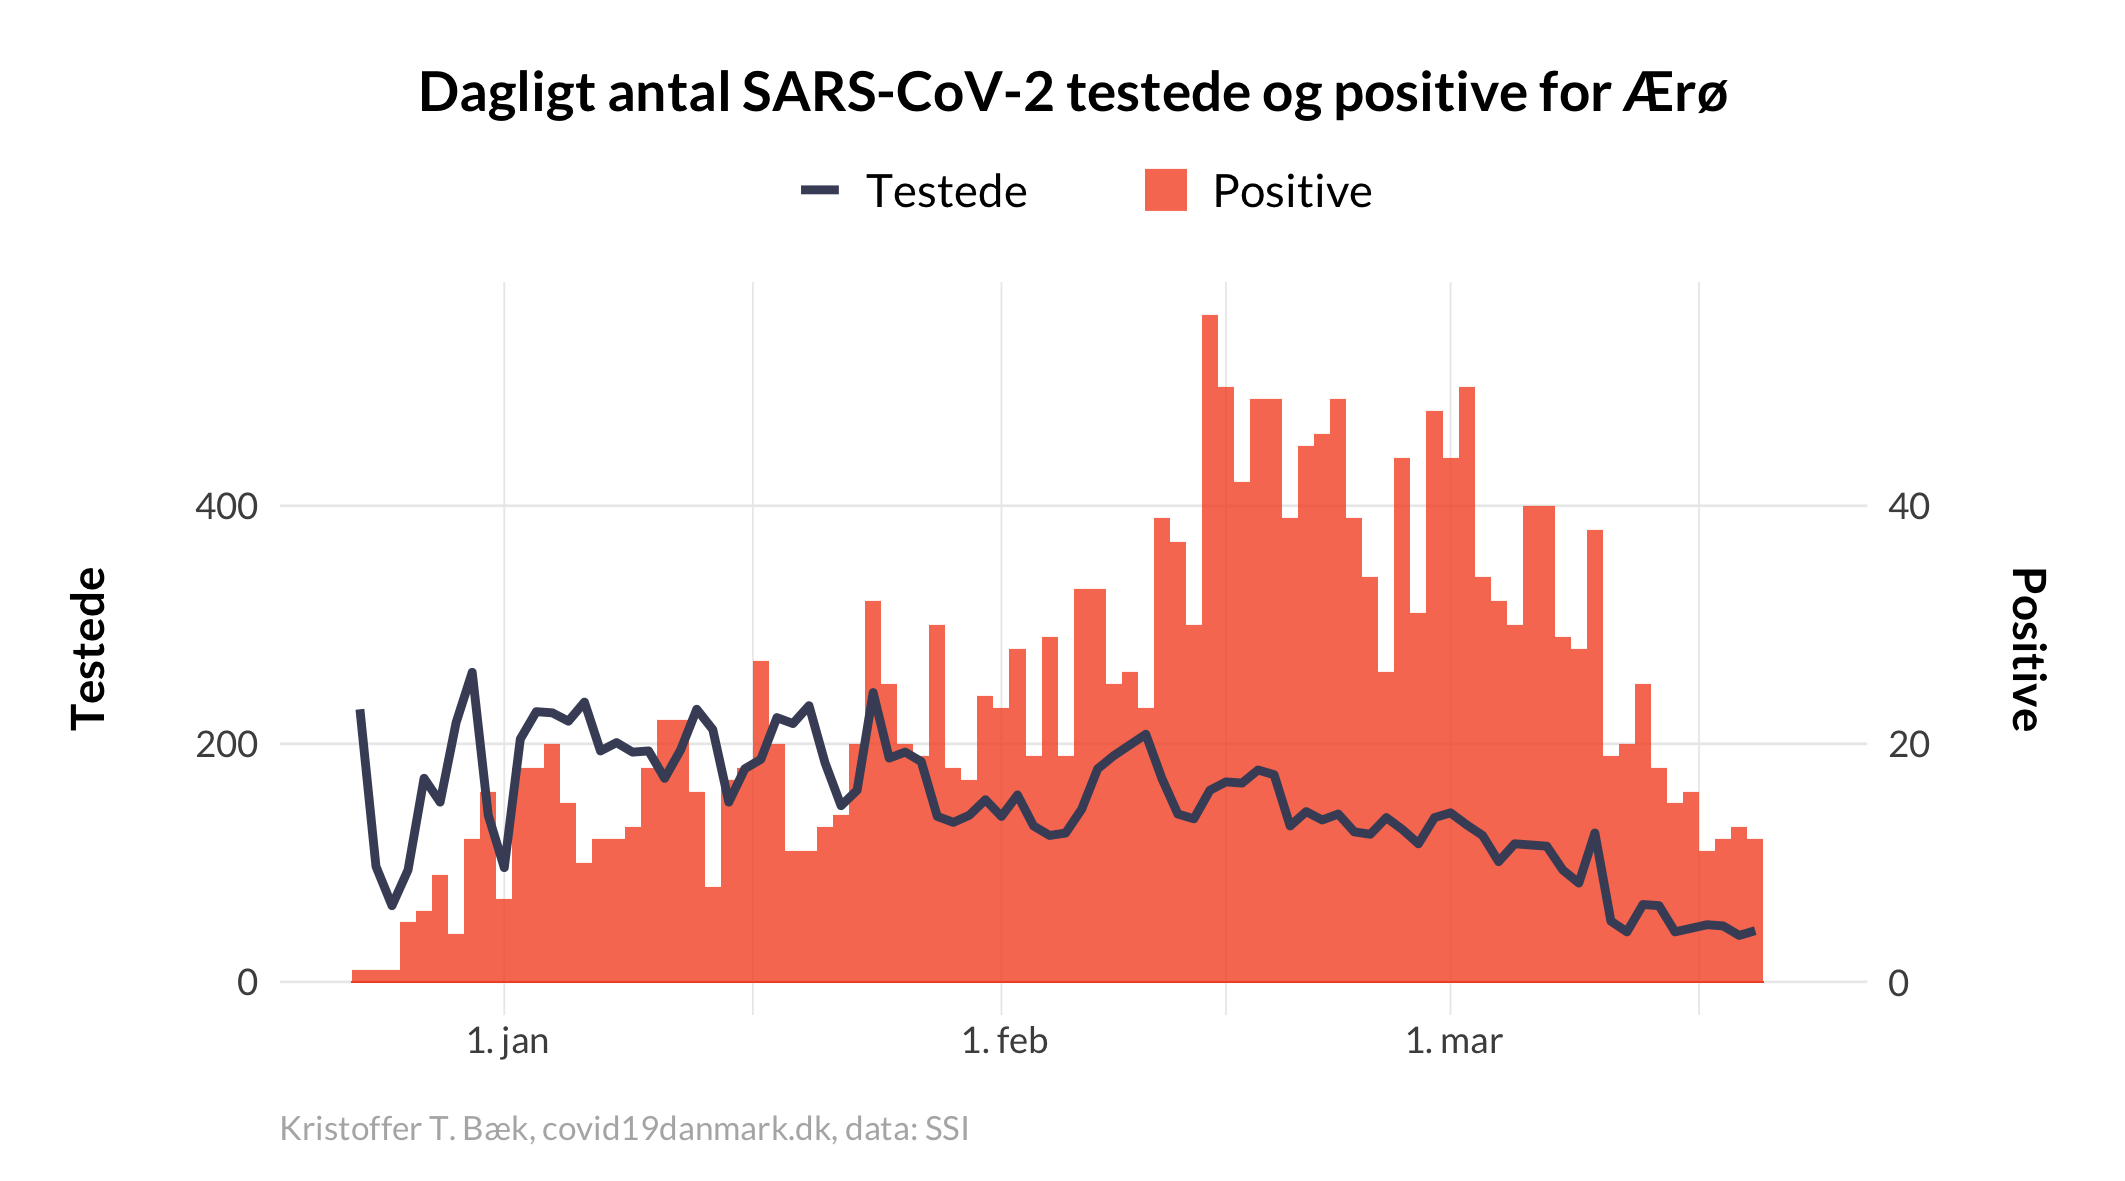 Dagligt antal SARS-CoV-2 testede og positive for Ærø
Testede
Positive
400
200
0
40
20
0
Testede
Positive
1. jan
1. feb
1. mar
Kristoffer T. Bæk, covid19danmark.dk, data: SSI